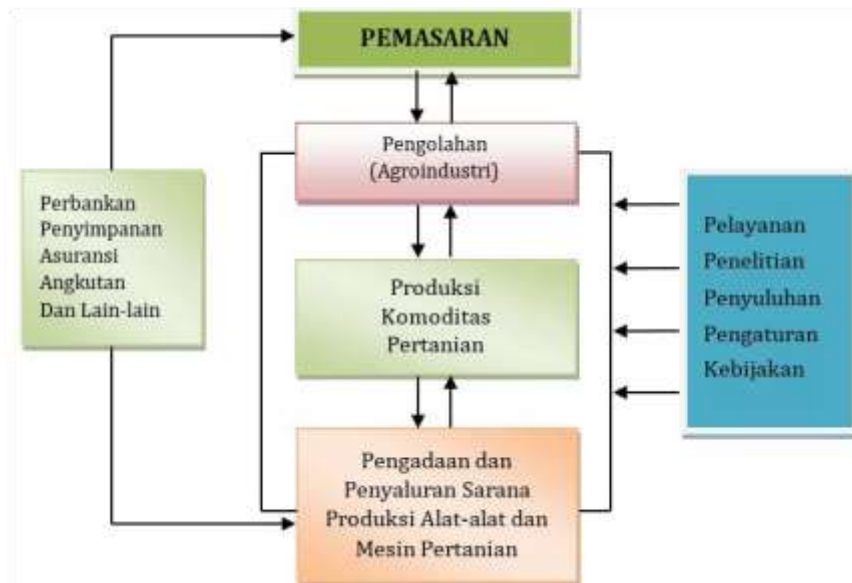 PEMASARAN
Pengolahan
(Agroindustri)
Perbankan
Penyimpanan
Asuransi
Angkutan
Dan Lain-lain
Produksi
Komoditas
Pertanian
Pelayanan
Penelitian
Penyuluhan
Pengaturan
Kebijakan
Pengadaan dan
Penyaluran Sarana
Produksi Alat-alat dan
Mesin Pertanian